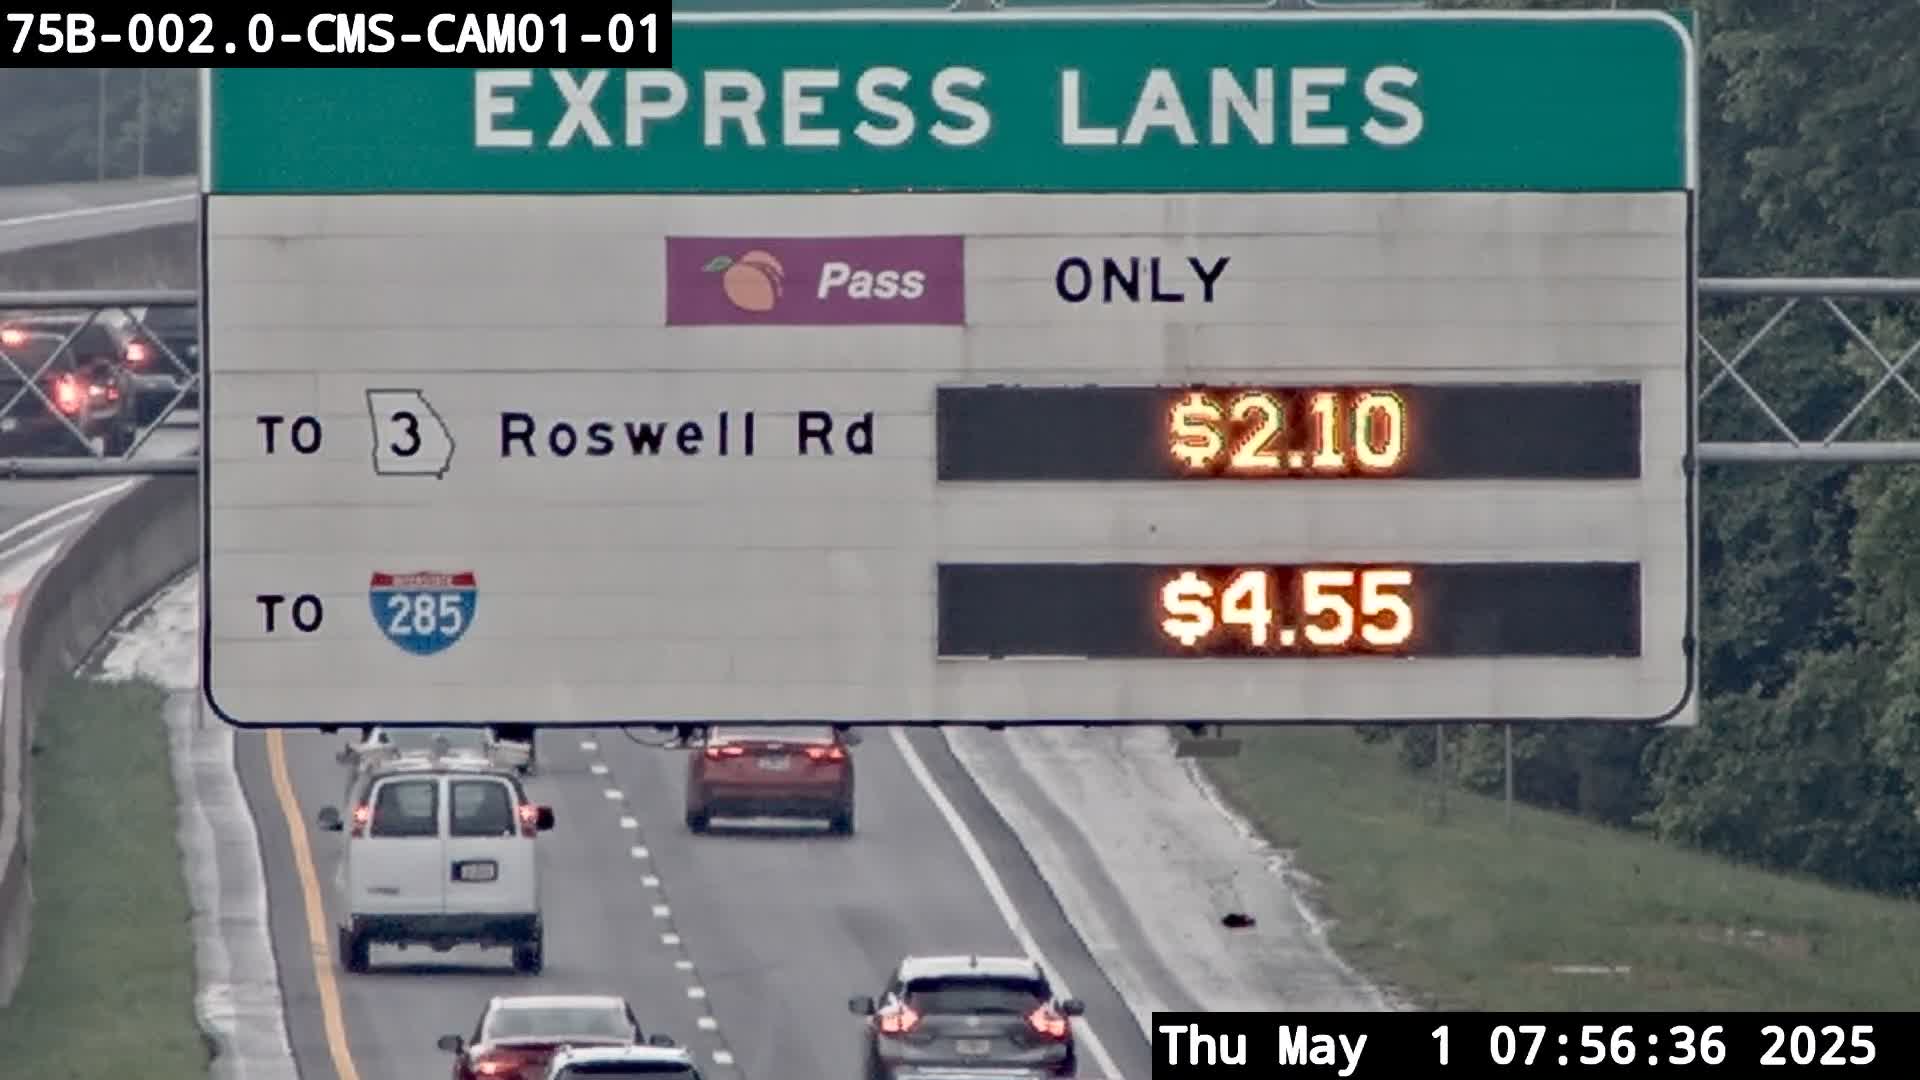 75B-002.0-CMS-CAM01-01
EXPRESS LANES
Pass ONLY
TO 3 Roswell Rd $2.10
TO INTERSTATE 285 $4.55
Thu May 1 07:56:36 2025